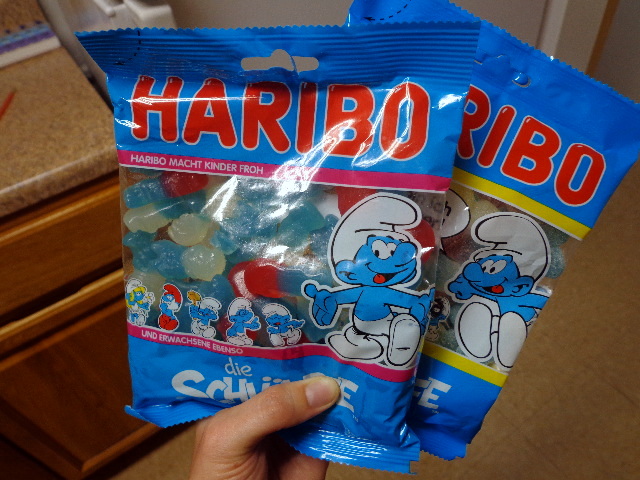 HARIBO
HARIBO MACHT KINDER FROH
UND ERWACHSENE EBENSO
die
RIBO